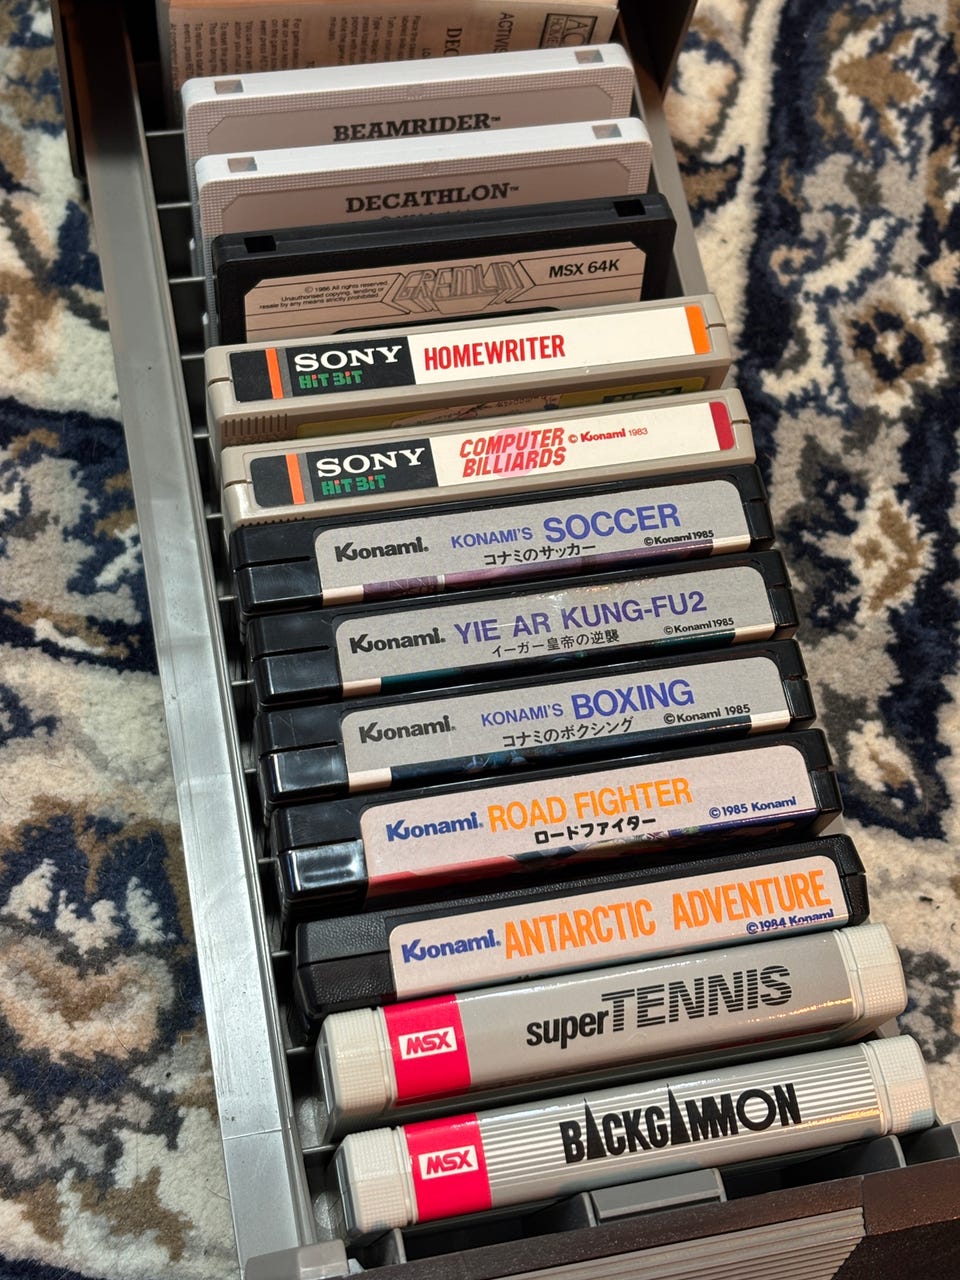 BEAMRIDER™
DECATHLON™
© 1986 All rights reserved
Unauthorised copying, lending or
resale by any means strictly prohibited
GREMLIN
MSX 64K
SONY
HOMEWRITER
HiT BiT
SONY
COMPUTER
BILLIARDS
© Konami 1983
HiT BiT
Konami® KONAMI'S SOCCER
コナミのサッカー
©Konami 1985
Konami® YIE AR KUNG-FU2
イーガー皇帝の逆襲
©Konami 1985
Konami® KONAMI'S BOXING
コナミのボクシング
©Konami 1985
Konami® ROAD FIGHTER
ロードファイター
©1985 Konami
Konami® ANTARCTIC ADVENTURE
©1984 Konami
MSX
superTENNIS
MSX
BACKGAMMON